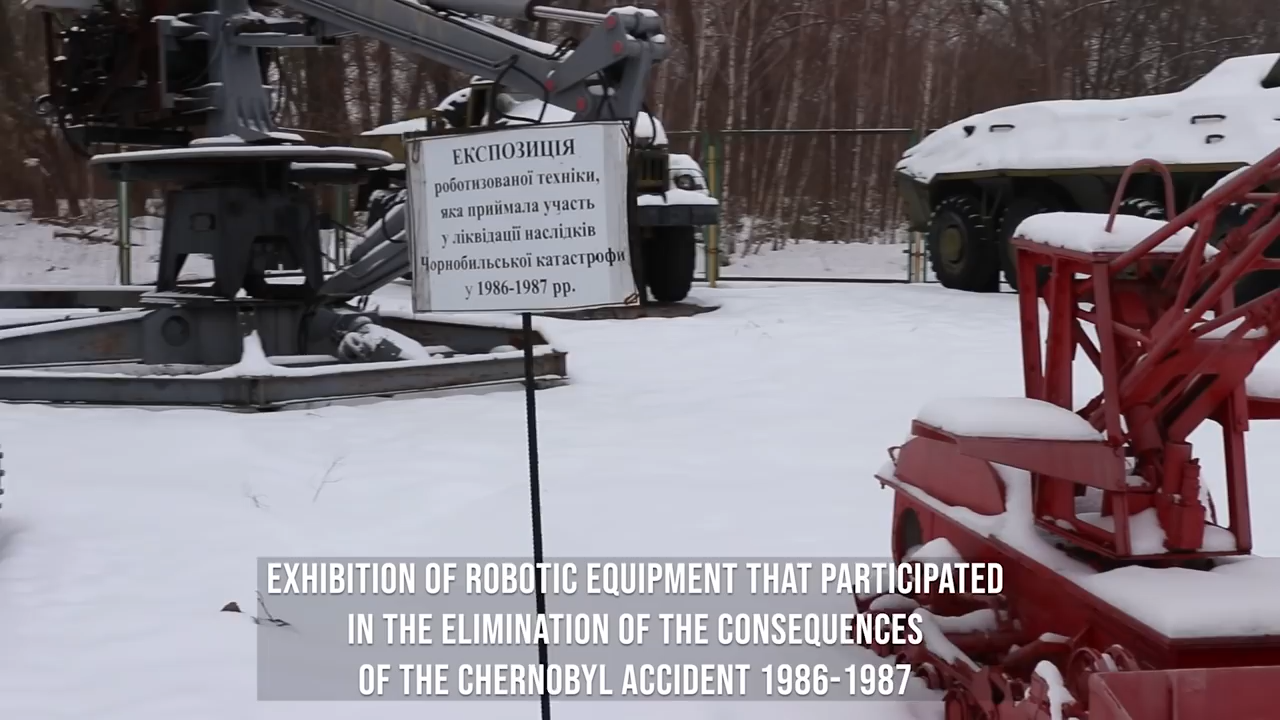 ЕКСПОЗИЦІЯ
роботизованої техніки,
яка приймала участь
у ліквідації наслідків
Чорнобильської катастрофи
у 1986-1987 рр.
EXHIBITION OF ROBOTIC EQUIPMENT THAT PARTICIPATED
IN THE ELIMINATION OF THE CONSEQUENCES
OF THE CHERNOBYL ACCIDENT 1986-1987